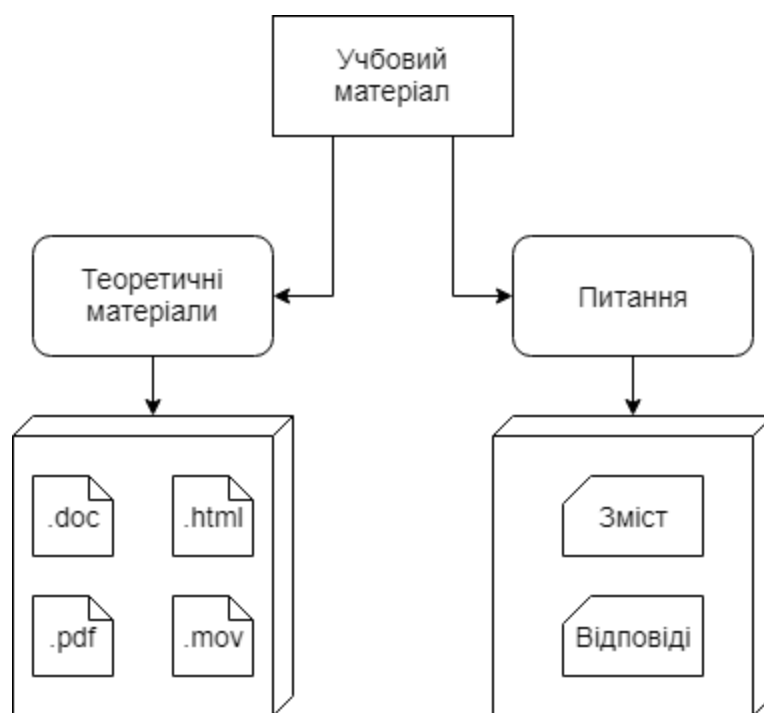 Учбовий
матеріал
Теоретичні
матеріали
Питання
.doc
.html
.pdf
.mov
Зміст
Відповіді